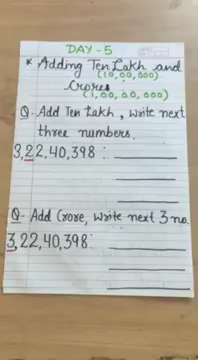 DAY - 5
* Adding Ten Lakh and
(10,00,000)
Crores :
(1,00,00,000)
Q- Add Ten Lakh, Write next
three numbers.
3,22,40,398 :
Q- Add Crore, Write next 3 no.
3,22,40,398: